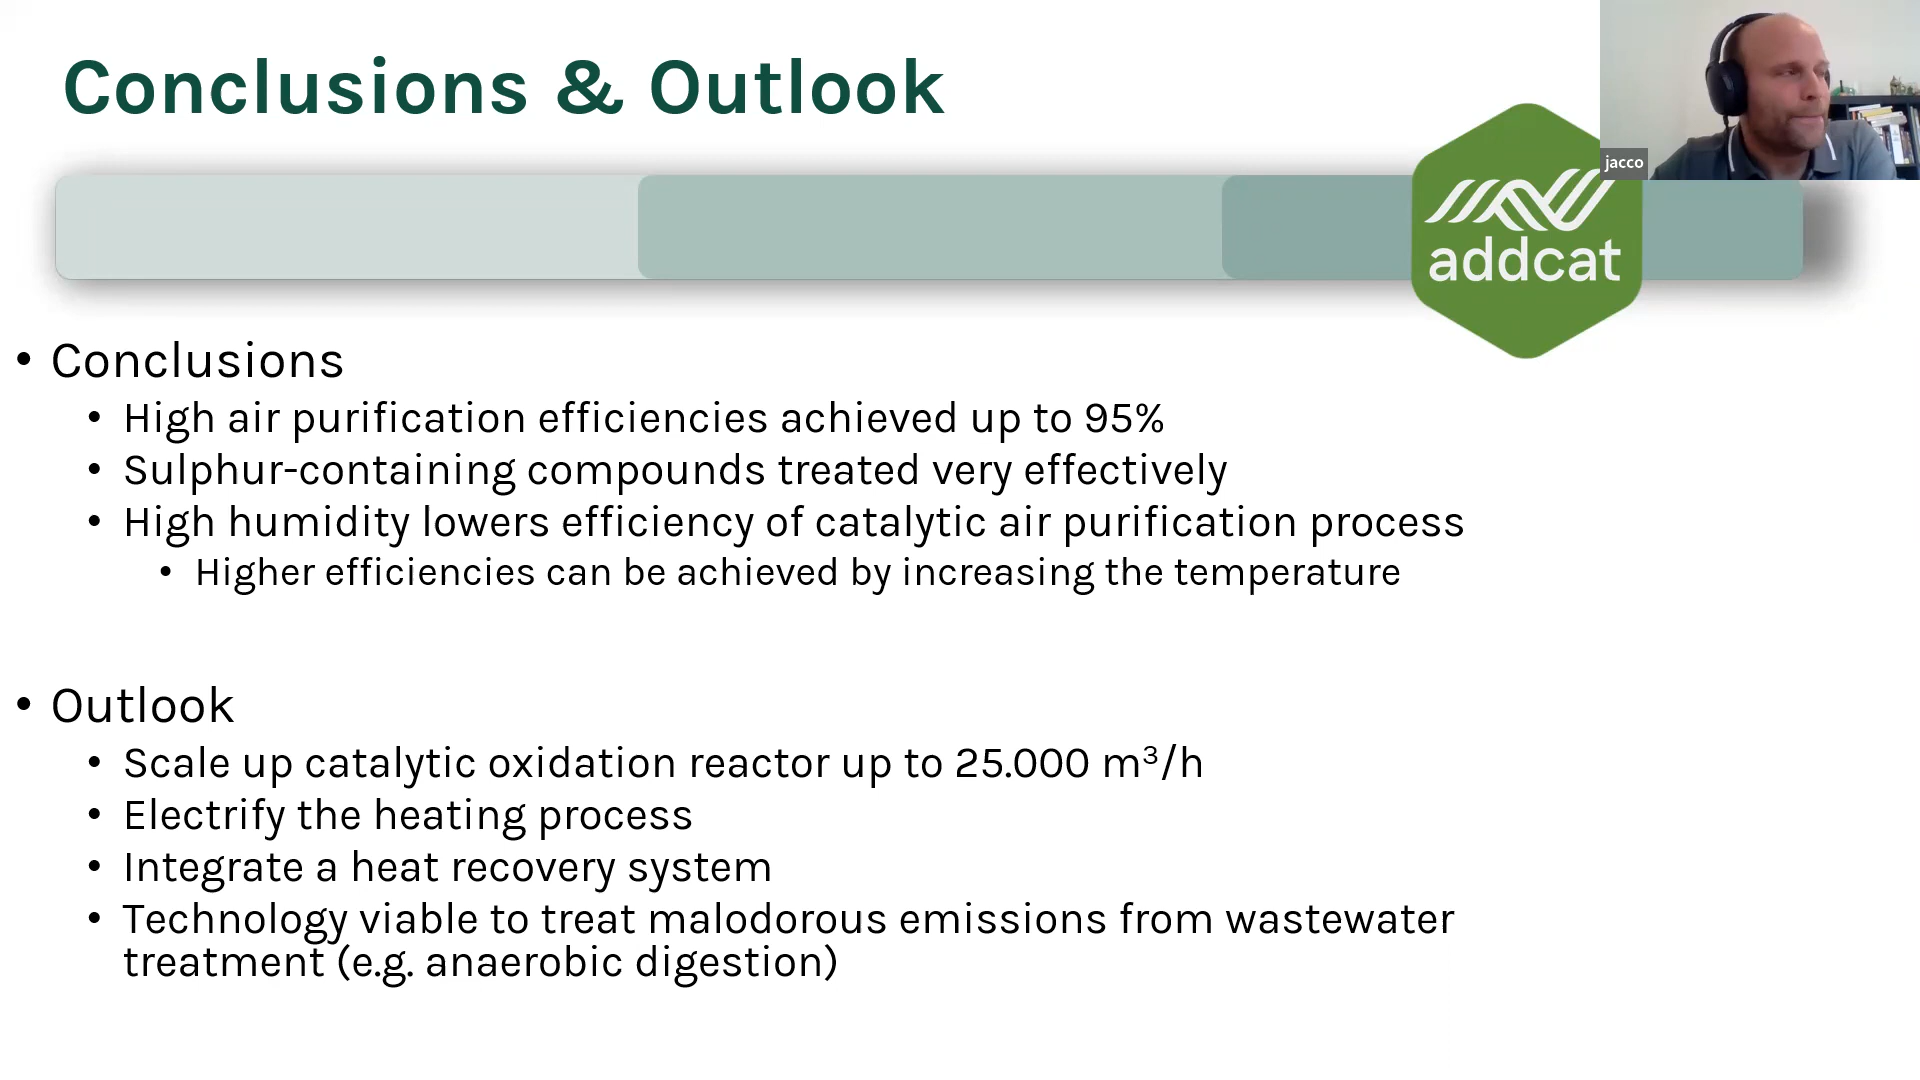 Conclusions & Outlook
jacco
addcat
• Conclusions
• High air purification efficiencies achieved up to 95%
• Sulphur-containing compounds treated very effectively
• High humidity lowers efficiency of catalytic air purification process
• Higher efficiencies can be achieved by increasing the temperature
• Outlook
• Scale up catalytic oxidation reactor up to 25.000 m³/h
• Electrify the heating process
• Integrate a heat recovery system
• Technology viable to treat malodorous emissions from wastewater
treatment (e.g. anaerobic digestion)